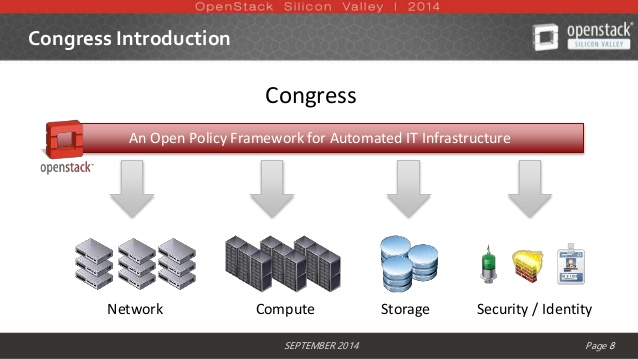 OpenStack Silicon Valley | 2014
Congress Introduction
openstack
SILICON VALLEY
Congress
An Open Policy Framework for Automated IT Infrastructure
openstack™
Network
Compute
Storage
Security / Identity
SEPTEMBER 2014
Page 8